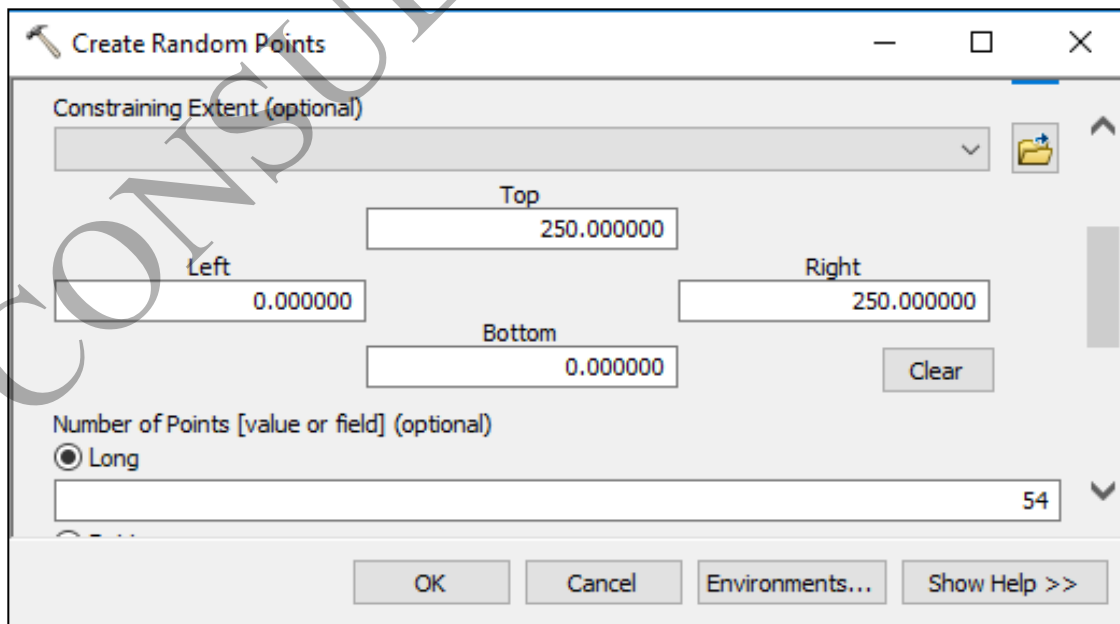 Create Random Points
Constraining Extent (optional)
Top
250.000000
Left
Right
0.000000
250.000000
Bottom
0.000000
Clear
Number of Points [value or field] (optional)
Long
54
OK
Cancel
Environments...
Show Help >>
CONSU